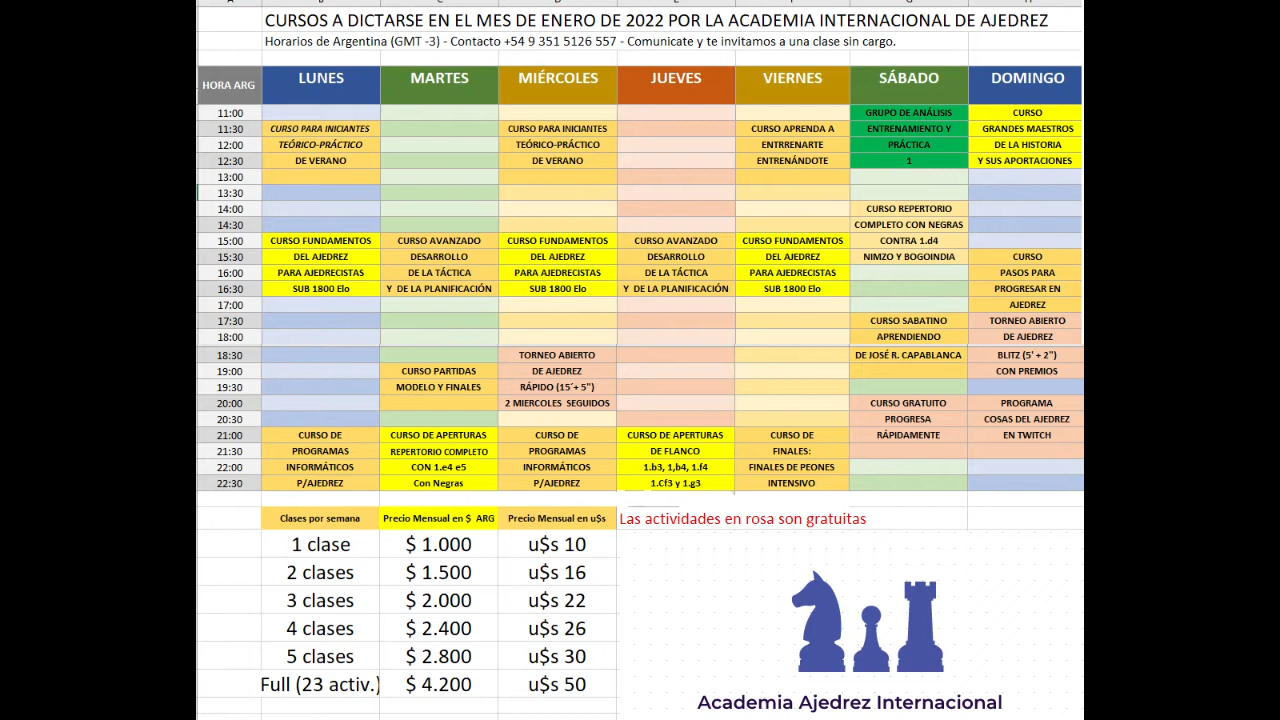 CURSOS A DICTARSE EN EL MES DE ENERO DE 2022 POR LA ACADEMIA INTERNACIONAL DE AJEDREZ
Horarios de Argentina (GMT -3) - Contacto +54 9 351 5126 557 - Comunicate y te invitamos a una clase sin cargo.
HORA ARG LUNES MARTES MIÉRCOLES JUEVES VIERNES SÁBADO DOMINGO
11:00 GRUPO DE ANÁLISIS CURSO
11:30 CURSO PARA INICIANTES CURSO PARA INICIANTES CURSO APRENDA A ENTRENAMIENTO Y GRANDES MAESTROS
12:00 TEÓRICO-PRÁCTICO TEÓRICO-PRÁCTICO ENTRRENARTE PRÁCTICA DE LA HISTORIA
12:30 DE VERANO DE VERANO ENTRENÁNDOTE 1 Y SUS APORTACIONES
13:00
13:30
14:00 CURSO REPERTORIO
14:30 COMPLETO CON NEGRAS
15:00 CURSO FUNDAMENTOS CURSO AVANZADO CURSO FUNDAMENTOS CURSO AVANZADO CURSO FUNDAMENTOS CONTRA 1.d4
15:30 DEL AJEDREZ DESARROLLO DEL AJEDREZ DESARROLLO DEL AJEDREZ NIMZO Y BOGOINDIA CURSO
16:00 PARA AJEDRECISTAS DE LA TÁCTICA PARA AJEDRECISTAS DE LA TÁCTICA PARA AJEDRECISTAS PASOS PARA
16:30 SUB 1800 Elo Y DE LA PLANIFICACIÓN SUB 1800 Elo Y DE LA PLANIFICACIÓN SUB 1800 Elo PROGRESAR EN
17:00 AJEDREZ
17:30 CURSO SABATINO TORNEO ABIERTO
18:00 APRENDIENDO DE AJEDREZ
18:30 TORNEO ABIERTO DE JOSÉ R. CAPABLANCA BLITZ (5' + 2")
19:00 CURSO PARTIDAS DE AJEDREZ CON PREMIOS
19:30 MODELO Y FINALES RÁPIDO (15´+ 5")
20:00 2 MIERCOLES SEGUIDOS CURSO GRATUITO PROGRAMA
20:30 PROGRESA COSAS DEL AJEDREZ
21:00 CURSO DE CURSO DE APERTURAS CURSO DE CURSO DE APERTURAS CURSO DE RÁPIDAMENTE EN TWITCH
21:30 PROGRAMAS REPERTORIO COMPLETO PROGRAMAS DE FLANCO FINALES:
22:00 INFORMÁTICOS CON 1.e4 e5 INFORMÁTICOS 1.b3, 1,b4, 1.f4 FINALES DE PEONES
22:30 P/AJEDREZ Con Negras P/AJEDREZ 1.Cf3 y 1.g3 INTENSIVO
Clases por semana Precio Mensual en $ ARG Precio Mensual en u$s Las actividades en rosa son gratuitas
1 clase $ 1.000 u$s 10
2 clases $ 1.500 u$s 16
3 clases $ 2.000 u$s 22
4 clases $ 2.400 u$s 26
5 clases $ 2.800 u$s 30
Full (23 activ.) $ 4.200 u$s 50
Academia Ajedrez Internacional